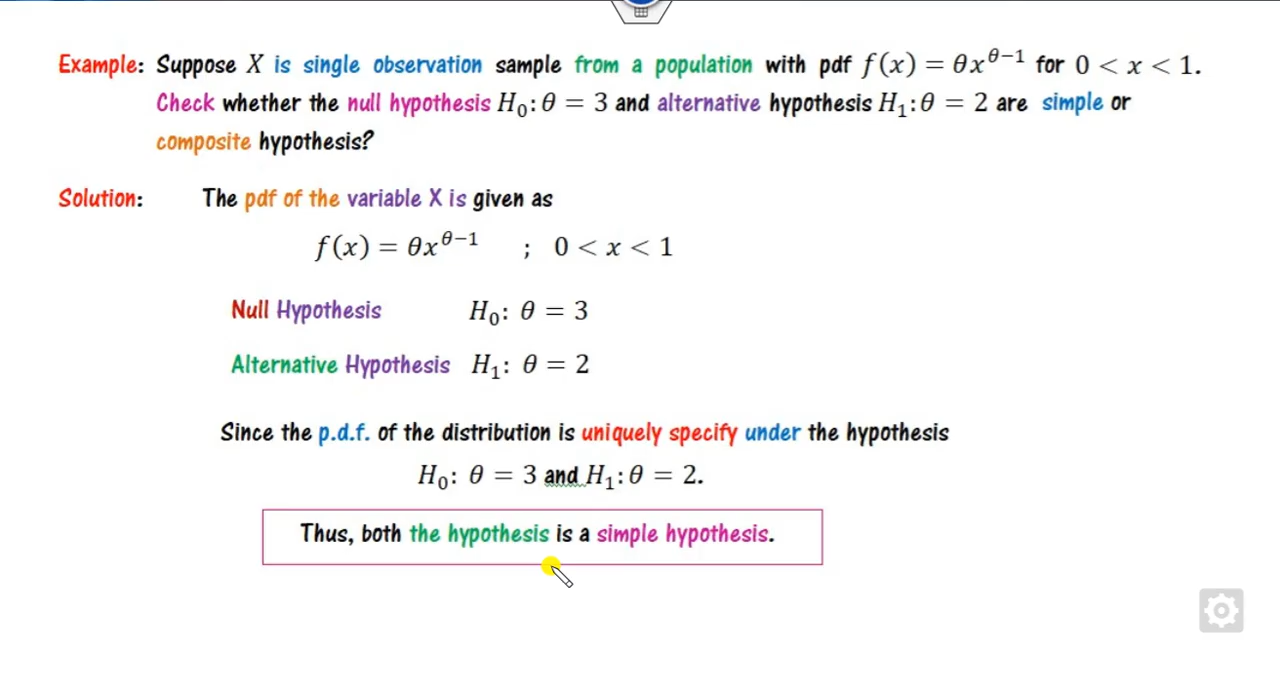 Example: Suppose X is single observation sample from a population with pdf f(x) = θx^{θ−1} for 0 < x < 1.
Check whether the null hypothesis H₀: θ = 3 and alternative hypothesis H₁: θ = 2 are simple or
composite hypothesis?
Solution: The pdf of the variable X is given as
f(x) = θx^{θ−1} ; 0 < x < 1
Null Hypothesis H₀: θ = 3
Alternative Hypothesis H₁: θ = 2
Since the p.d.f. of the distribution is uniquely specify under the hypothesis
H₀: θ = 3 and H₁: θ = 2.
Thus, both the hypothesis is a simple hypothesis.